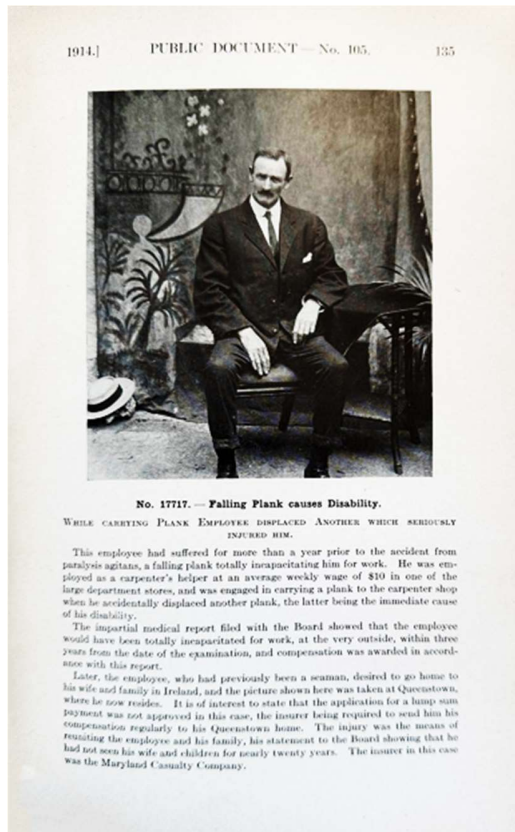 1914.] PUBLIC DOCUMENT — No. 105. 135
No. 17717. — Falling Plank causes Disability.
WHILE CARRYING PLANK EMPLOYEE DISPLACED ANOTHER WHICH SERIOUSLY
INJURED HIM.
This employee had suffered for more than a year prior to the accident from
paralysis agitans, a falling plank totally incapacitating him for work. He was em-
ployed as a carpenter's helper at an average weekly wage of $10 in one of the
large department stores, and was engaged in carrying a plank to the carpenter shop
when he accidentally displaced another plank, the latter being the immediate cause
of his disability.
The impartial medical report filed with the Board showed that the employee
would have been totally incapacitated for work, at the very outside, within three
years from the date of the examination, and compensation was awarded in accord-
ance with this report.
Later, the employee, who had previously been a seaman, desired to go home to
his wife and family in Ireland, and the picture shown here was taken at Queenstown,
where he now resides. It is of interest to state that the application for a lump sum
payment was not approved in this case, the insurer being required to send him his
compensation regularly to his Queenstown home. The injury was the means of
reuniting the employee and his family, his statement to the Board showing that he
had not seen his wife and children for nearly twenty years. The insurer in this case
was the Maryland Casualty Company.